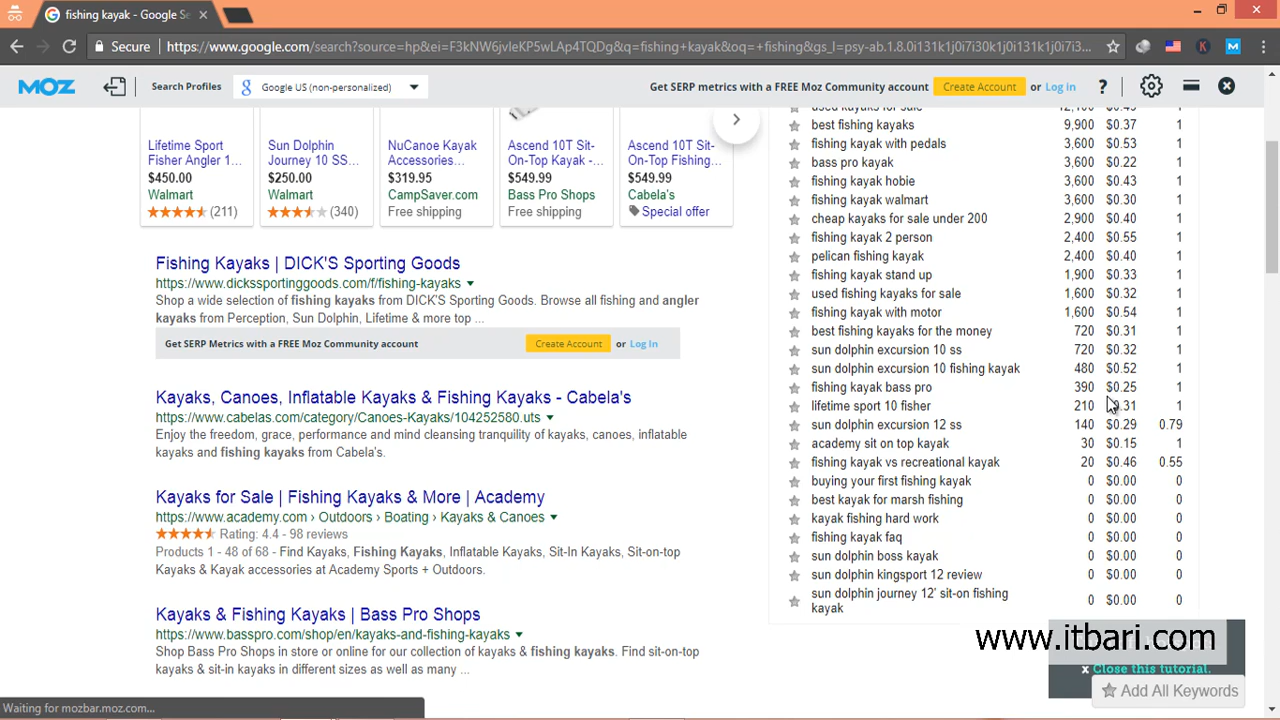 fishing kayak - Google Se
Secure
https://www.google.com/search?source=hp&ei=F3kNW6jvIeKP5wLAp4TQDg&q=fishing+kayak&oq=+fishing&gs_l=psy-ab.1.8.0i131k1j0i7i30k1j0i131k1j0i7i30k1j0i7i3...
MOZ
Search Profiles
Google US (non-personalized)
Get SERP metrics with a FREE Moz Community account
Create Account
or Log In
Lifetime Sport
Fisher Angler 1...
$450.00
Walmart
(211)
Sun Dolphin
Journey 10 SS...
$250.00
Walmart
(340)
NuCanoe Kayak
Accessories...
$319.95
CampSaver.com
Free shipping
Ascend 10T Sit-
On-Top Kayak -...
$549.99
Bass Pro Shops
Free shipping
Ascend 10T Sit-
On-Top Fishing...
$549.99
Cabela's
Special offer
Fishing Kayaks | DICK'S Sporting Goods
https://www.dickssportinggoods.com/f/fishing-kayaks
Shop a wide selection of fishing kayaks from DICK'S Sporting Goods. Browse all fishing and angler
kayaks from Perception, Sun Dolphin, Lifetime & more top ...
Get SERP Metrics with a FREE Moz Community account
Create Account
or Log In
Kayaks, Canoes, Inflatable Kayaks & Fishing Kayaks - Cabela's
https://www.cabelas.com/category/Canoes-Kayaks/104252580.uts
Enjoy the freedom, grace, performance and mind cleansing tranquility of kayaks, canoes, inflatable
kayaks and fishing kayaks from Cabela's.
Kayaks for Sale | Fishing Kayaks & More | Academy
https://www.academy.com › Outdoors › Boating › Kayaks & Canoes
Rating: 4.4 - 98 reviews
Products 1 - 48 of 68 - Find Kayaks, Fishing Kayaks, Inflatable Kayaks, Sit-In Kayaks, Sit-on-top
Kayaks & Kayak accessories at Academy Sports + Outdoors.
Kayaks & Fishing Kayaks | Bass Pro Shops
https://www.basspro.com/shop/en/kayaks-and-fishing-kayaks
Shop Bass Pro Shops in store or online for our collection of kayaks & fishing kayaks. Find sit-on-top
kayaks & sit-in kayaks in different sizes as well as many ...
used kayaks for sale 12,100 $0.45 1
best fishing kayaks 9,900 $0.37 1
fishing kayak with pedals 3,600 $0.53 1
bass pro kayak 3,600 $0.22 1
fishing kayak hobie 3,600 $0.43 1
fishing kayak walmart 3,600 $0.30 1
cheap kayaks for sale under 200 2,900 $0.40 1
fishing kayak 2 person 2,400 $0.55 1
pelican fishing kayak 2,400 $0.40 1
fishing kayak stand up 1,900 $0.33 1
used fishing kayaks for sale 1,600 $0.32 1
fishing kayak with motor 1,600 $0.54 1
best fishing kayaks for the money 720 $0.31 1
sun dolphin excursion 10 ss 720 $0.32 1
sun dolphin excursion 10 fishing kayak 480 $0.52 1
fishing kayak bass pro 390 $0.25 1
lifetime sport 10 fisher 210 $0.31 1
sun dolphin excursion 12 ss 140 $0.29 0.79
academy sit on top kayak 30 $0.15 1
fishing kayak vs recreational kayak 20 $0.46 0.55
buying your first fishing kayak 0 $0.00 0
best kayak for marsh fishing 0 $0.00 0
kayak fishing hard work 0 $0.00 0
fishing kayak faq 0 $0.00 0
sun dolphin boss kayak 0 $0.00 0
sun dolphin kingsport 12 review 0 $0.00 0
sun dolphin journey 12' sit-on fishing
kayak 0 $0.00 0
www.itbari.com
x Close this tutorial.
Add All Keywords
Waiting for mozbar.moz.com...